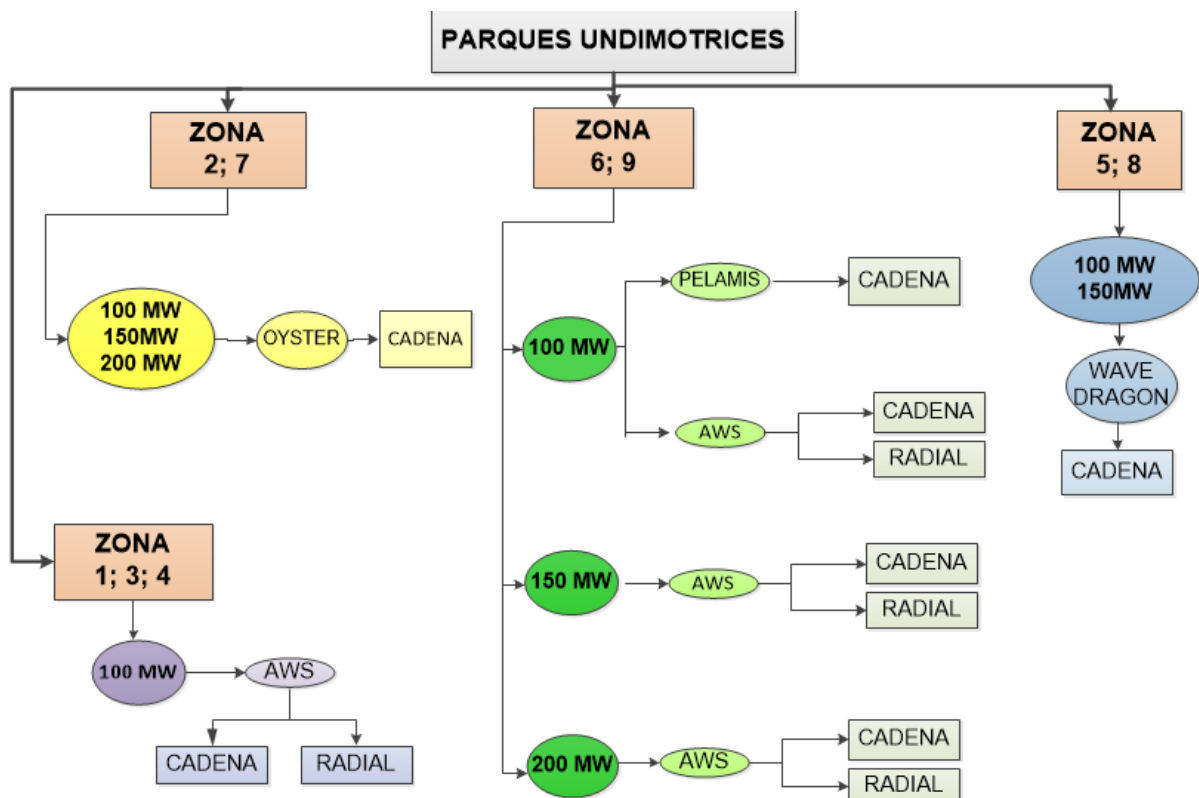 PARQUES UNDIMOTRICES
ZONA
2; 7
100 MW
150MW
200 MW
OYSTER
CADENA
ZONA
1; 3; 4
100 MW
AWS
CADENA
RADIAL
ZONA
6; 9
100 MW
PELAMIS
CADENA
AWS
CADENA
RADIAL
150 MW
AWS
CADENA
RADIAL
200 MW
AWS
CADENA
RADIAL
ZONA
5; 8
100 MW
150MW
WAVE
DRAGON
CADENA